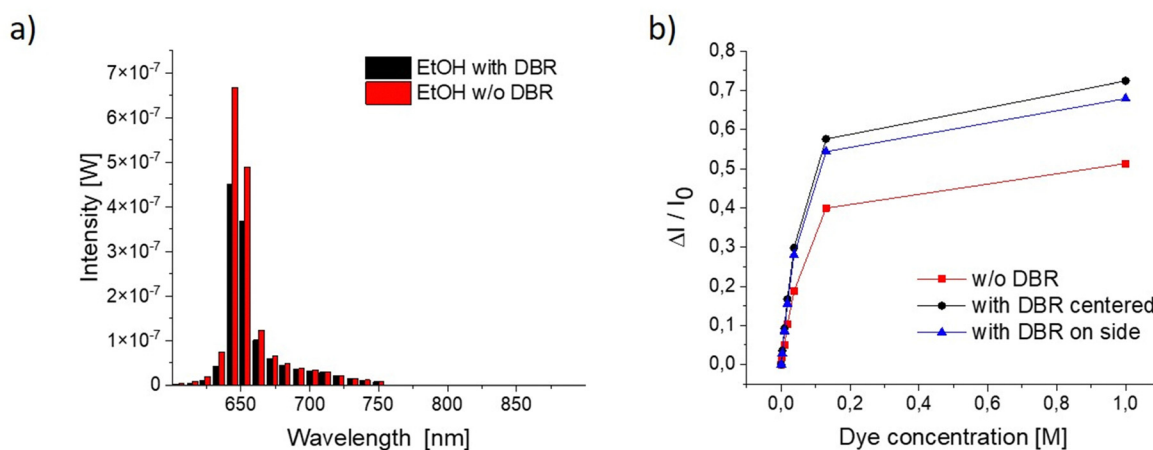 a)
7×10⁻⁷
6×10⁻⁷
5×10⁻⁷
4×10⁻⁷
3×10⁻⁷
2×10⁻⁷
1×10⁻⁷
0
Intensity [W]
EtOH with DBR
EtOH w/o DBR
650
700
750
800
850
Wavelength [nm]
b)
0,8
0,7
0,6
0,5
0,4
0,3
0,2
0,1
0,0
ΔI / I₀
w/o DBR
with DBR centered
with DBR on side
0,0
0,2
0,4
0,6
0,8
1,0
Dye concentration [M]